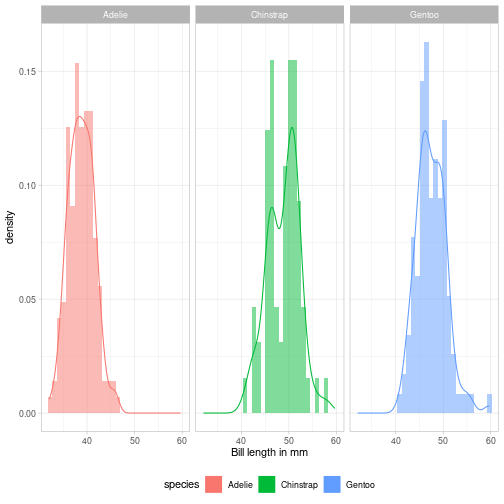 Adelie Chinstrap Gentoo
density
0.15
0.10
0.05
0.00
40 50 60 40 50 60 40 50 60
Bill length in mm
species Adelie Chinstrap Gentoo